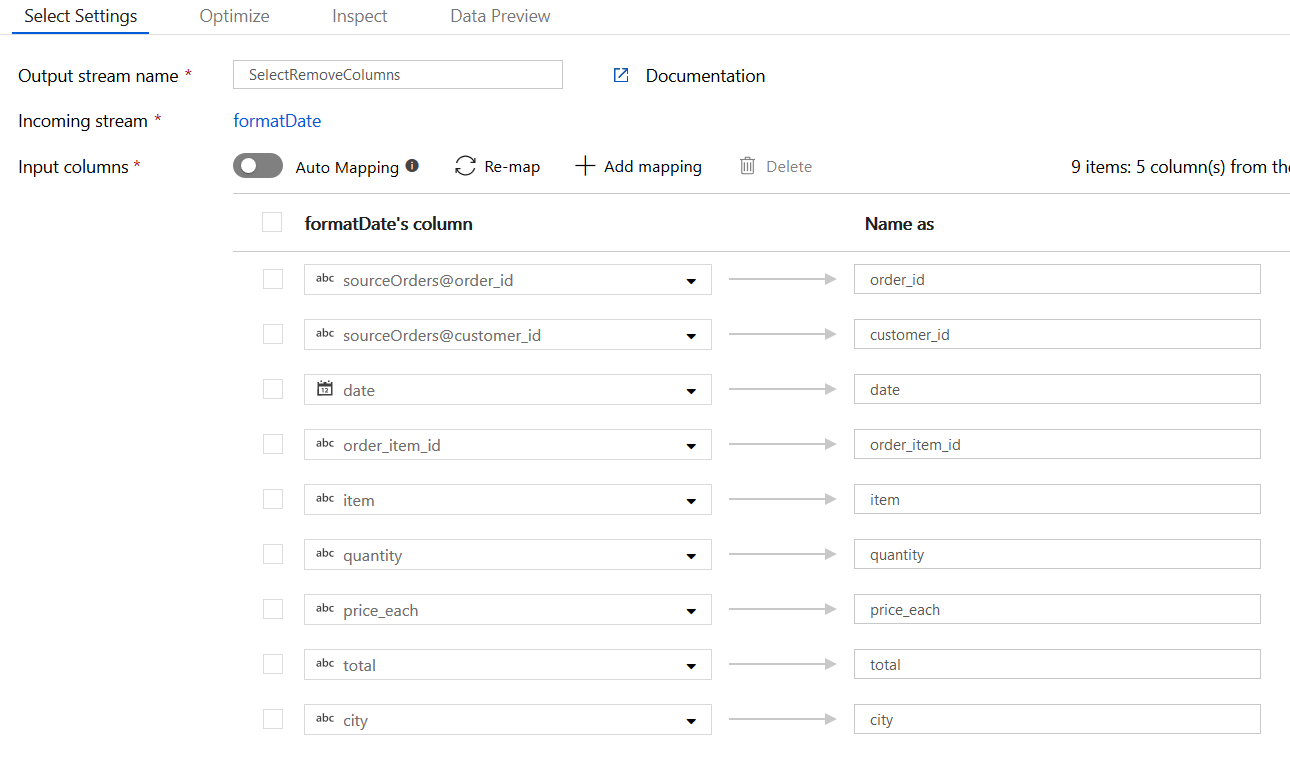 Select Settings Optimize Inspect Data Preview
Output stream name * SelectRemoveColumns Documentation
Incoming stream * formatDate
Input columns * Auto Mapping Re-map Add mapping Delete 9 items: 5 column(s) from the
formatDate's column Name as
abc sourceOrders@order_id order_id
abc sourceOrders@customer_id customer_id
12 date date
abc order_item_id order_item_id
abc item item
abc quantity quantity
abc price_each price_each
abc total total
abc city city